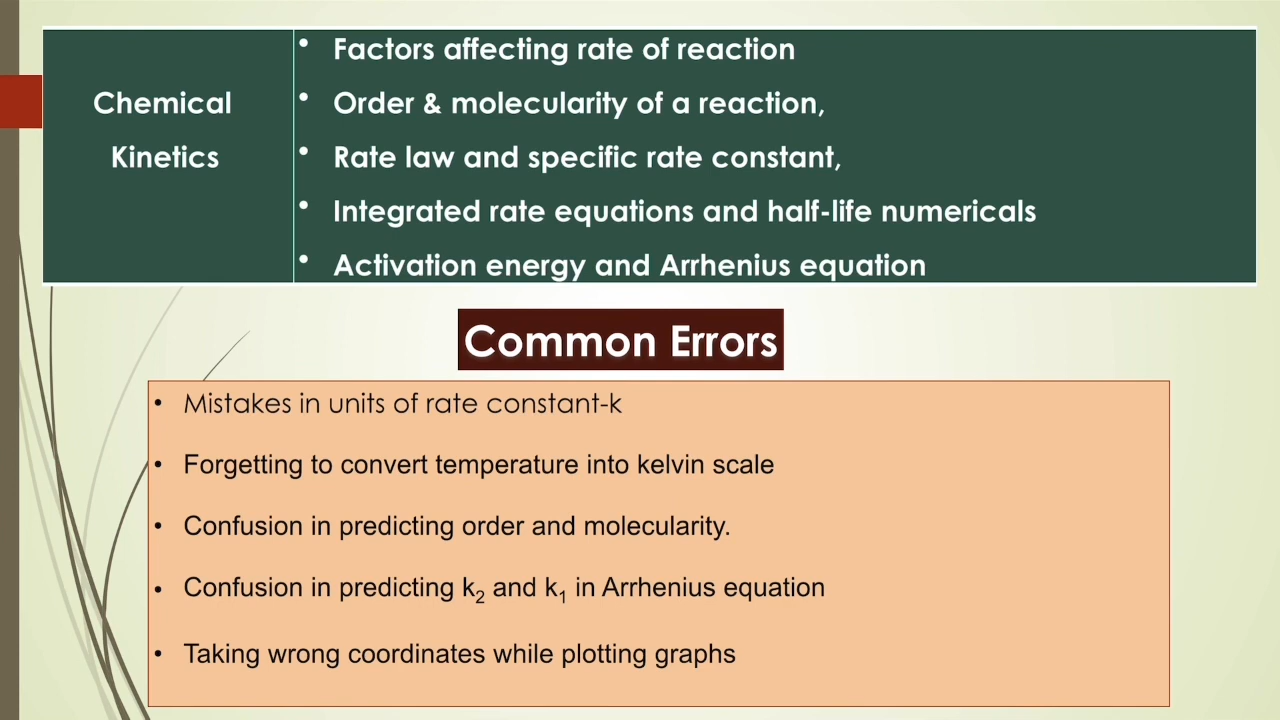 Chemical
Kinetics
• Factors affecting rate of reaction
• Order & molecularity of a reaction,
• Rate law and specific rate constant,
• Integrated rate equations and half-life numericals
• Activation energy and Arrhenius equation
Common Errors
• Mistakes in units of rate constant-k
• Forgetting to convert temperature into kelvin scale
• Confusion in predicting order and molecularity.
• Confusion in predicting k₂ and k₁ in Arrhenius equation
• Taking wrong coordinates while plotting graphs